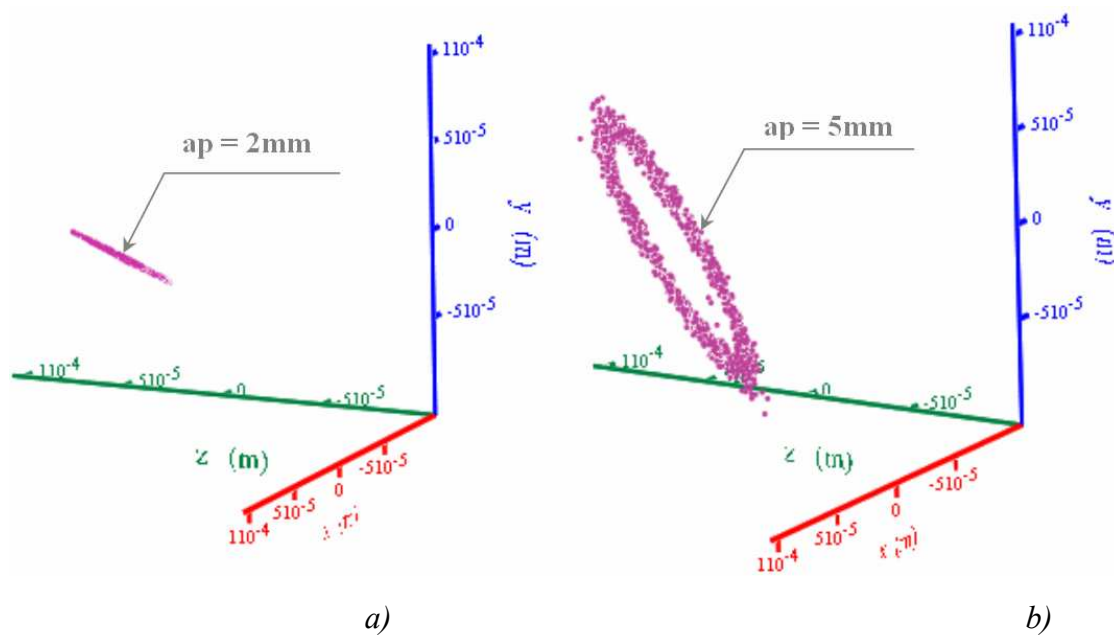 110⁻⁴
510⁻⁵
0
-510⁻⁵
y (m)
ap = 2mm
110⁻⁴
510⁻⁵
0
-510⁻⁵
z (m)
-510⁻⁵
0
510⁻⁵
110⁻⁴
x (m)
a)
110⁻⁴
510⁻⁵
0
-510⁻⁵
y (m)
ap = 5mm
110⁻⁴
0
-510⁻⁵
z (m)
-510⁻⁵
0
510⁻⁵
110⁻⁴
x (m)
b)